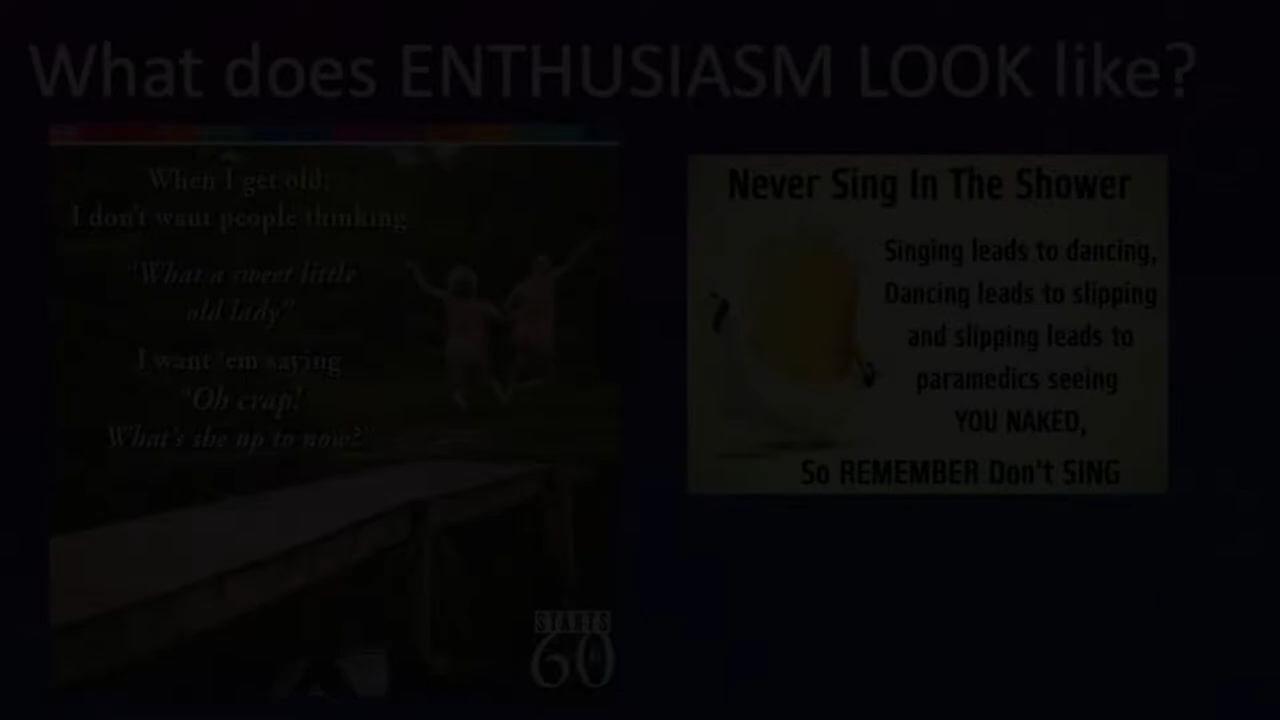 What does ENTHUSIASM LOOK like?
When I get old;
I don't want people thinking
"What a sweet little
old lady"
I want 'em saying
"Oh crap!
What's she up to now?"
STARTS
60
Never Sing In The Shower
Singing leads to dancing,
Dancing leads to slipping
and slipping leads to
paramedics seeing
YOU NAKED,
So REMEMBER Don't SING